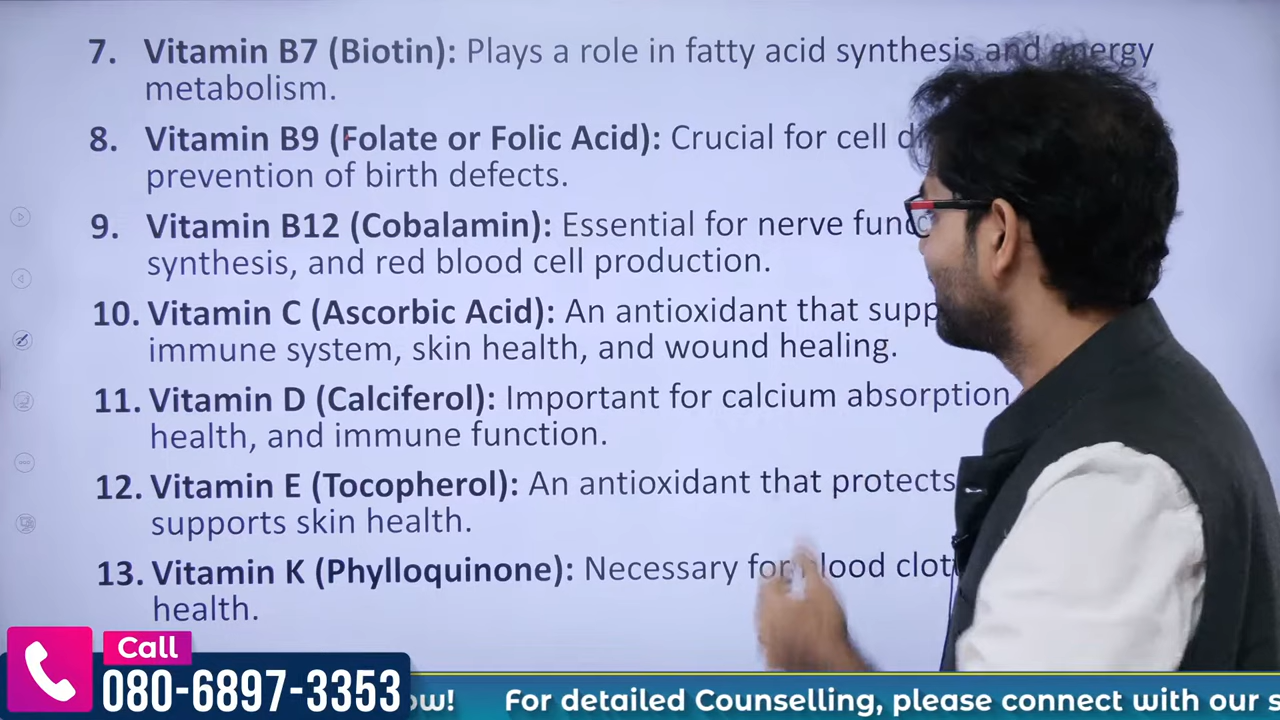 7. Vitamin B7 (Biotin): Plays a role in fatty acid synthesis and energy
metabolism.
8. Vitamin B9 (Folate or Folic Acid): Crucial for cell
prevention of birth defects.
9. Vitamin B12 (Cobalamin): Essential for nerve
synthesis, and red blood cell production.
10. Vitamin C (Ascorbic Acid): An antioxidant that
immune system, skin health, and wound healing.
11. Vitamin D (Calciferol): Important for calcium absorption
health, and immune function.
12. Vitamin E (Tocopherol): An antioxidant that protects
supports skin health.
13. Vitamin K (Phylloquinone): Necessary for blood
health.
Call
080-6897-3353
ow! For detailed Counselling, please connect with our s